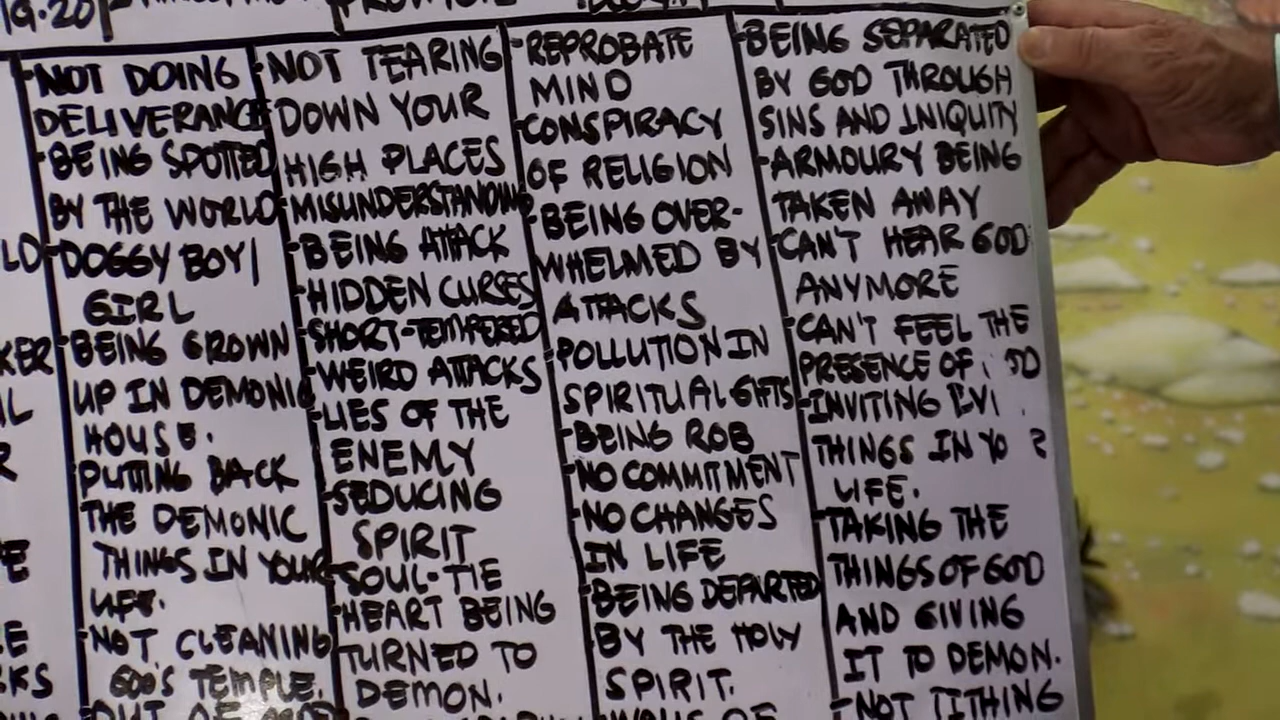 19.20
-NOT DOING
DELIVERANCE
-BEING SPOTTED
BY THE WORLD
-DOGGY BOY/
GIRL
-BEING GROWN
UP IN DEMONIC
HOUSE.
-PUTTING BACK
THE DEMONIC
THINGS IN YOUR
LIFE.
-NOT CLEANING
GOD'S TEMPLE.
-NOT TEARING
DOWN YOUR
HIGH PLACES
-MISUNDERSTANDING
-BEING ATTACK
-HIDDEN CURSES
-SHORT-TEMPERED
-WEIRD ATTACKS
-LIES OF THE
ENEMY
-SEDUCING
SPIRIT
-SOUL-TIE
-HEART BEING
TURNED TO
DEMON.
-REPROBATE
MIND
-CONSPIRACY
OF RELIGION
-BEING OVER-
WHELMED BY
ATTACKS
-POLLUTION IN
SPIRITUAL GIFTS
-BEING ROB
-NO COMMITMENT
-NO CHANGES
IN LIFE
-BEING DEPARTED
BY THE HOLY
SPIRIT.
-BEING SEPARATED
BY GOD THROUGH
SINS AND INIQUITY
-ARMOURY BEING
TAKEN AWAY
-CAN'T HEAR GOD
ANYMORE
-CAN'T FEEL THE
PRESENCE OF
-INVITING
THINGS IN
LIFE.
-TAKING THE
THINGS OF GOD
AND GIVING
IT TO DEMON.
-NOT TITHING